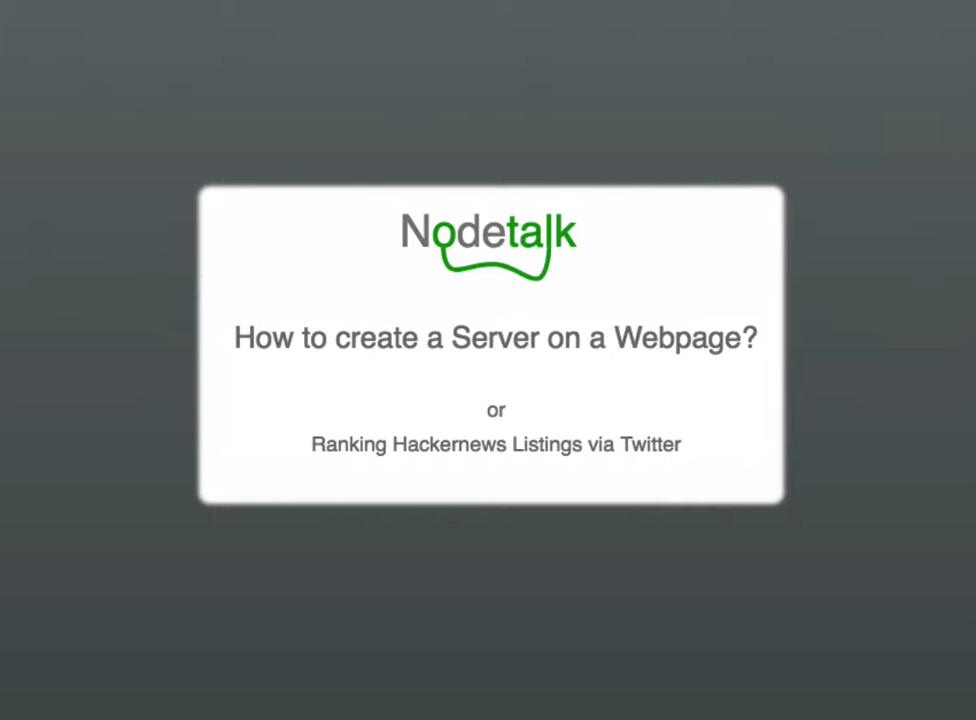 Nodetalk
How to create a Server on a Webpage?
or
Ranking Hackernews Listings via Twitter